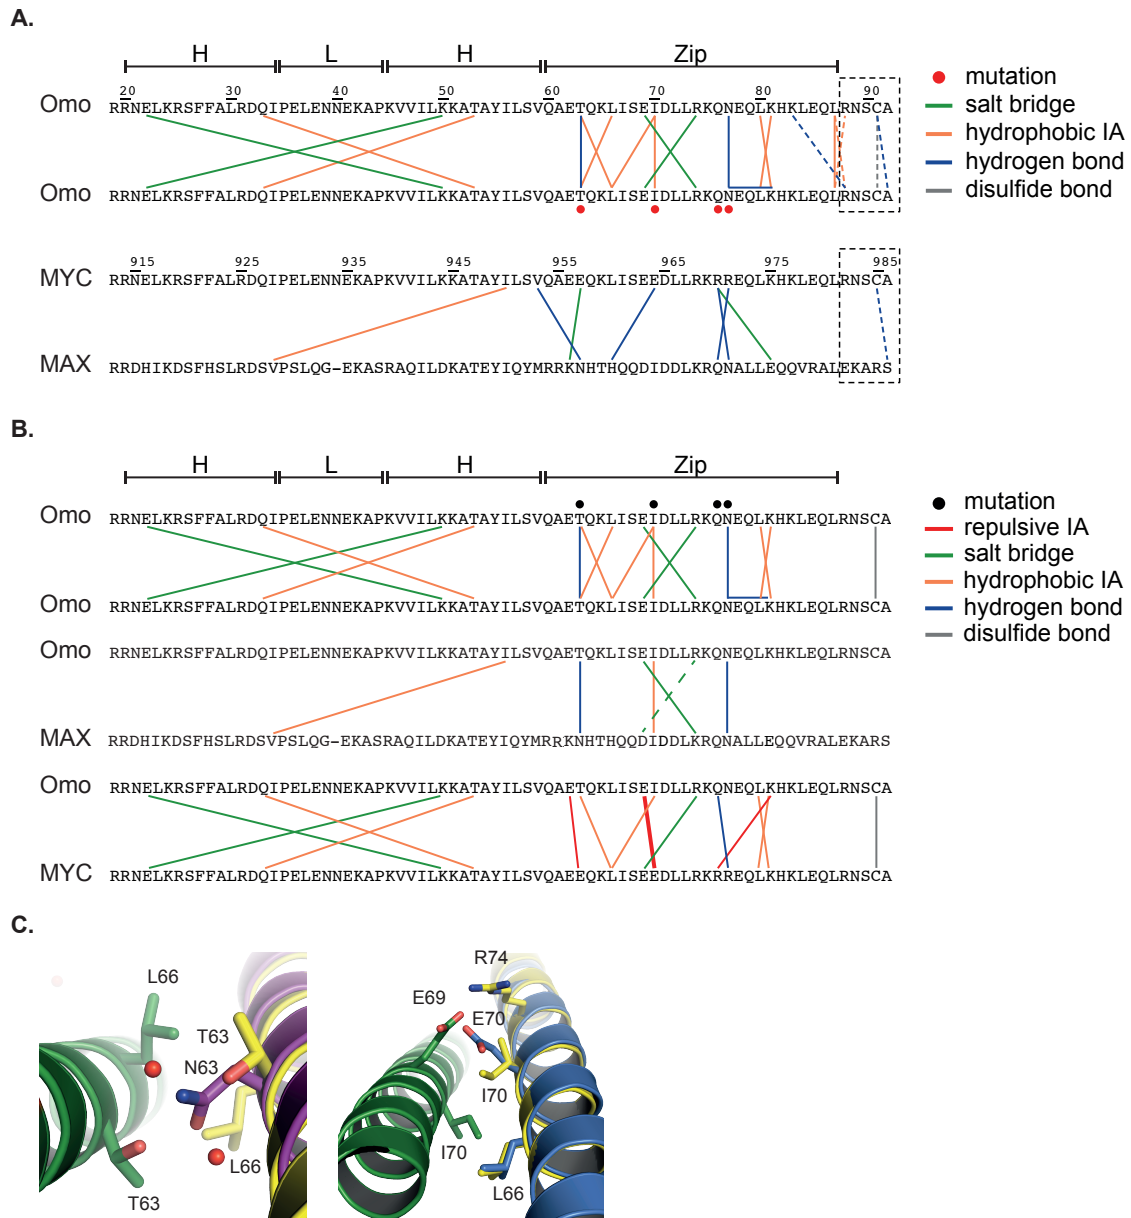 A.
H L H Zip
20 30 40 50 60 70 80 90
Omo RRNELKRSFFALRDQIPELENNEKAPKVVILKKATAYILSVQAETQKLISEIDLLRKQNEQLKHKLEQLRNSCA
Omo RRNELKRSFFALRDQIPELENNEKAPKVVILKKATAYILSVQAETQKLISEIDLLRKQNEQLKHKLEQLRNSCA
mutation
salt bridge
hydrophobic IA
hydrogen bond
disulfide bond
915 925 935 945 955 965 975 985
MYC RRNELKRSFFALRDQIPELENNEKAPKVVILKKATAYILSVQAEEQKLISEEDLLRKRREQLKHKLEQLRNSCA
MAX RRDHIKDSFHSLRDSVPSLQG–EKASRAQILDKATEYIQYMRRKNHTHQQDIDDLKRQNALLEQQVRALEKARS
B.
H L H Zip
Omo RRNELKRSFFALRDQIPELENNEKAPKVVILKKATAYILSVQAETQKLISEIDLLRKQNEQLKHKLEQLRNSCA
Omo RRNELKRSFFALRDQIPELENNEKAPKVVILKKATAYILSVQAETQKLISEIDLLRKQNEQLKHKLEQLRNSCA
mutation
repulsive IA
salt bridge
hydrophobic IA
hydrogen bond
disulfide bond
Omo RRNELKRSFFALRDQIPELENNEKAPKVVILKKATAYILSVQAETQKLISEIDLLRKQNEQLKHKLEQLRNSCA
MAX RRDHIKDSFHSLRDSVPSLQG–EKASRAQILDKATEYIQYMRRKNHTHQQDIDDLKRQNALLEQQVRALEKARS
Omo RRNELKRSFFALRDQIPELENNEKAPKVVILKKATAYILSVQAETQKLISEIDLLRKQNEQLKHKLEQLRNSCA
MYC RRNELKRSFFALRDQIPELENNEKAPKVVILKKATAYILSVQAEEQKLISEEDLLRKRREQLKHKLEQLRNSCA
C.
L66
T63
N63
L66
T63
R74
E69
E70
I70
I70
L66